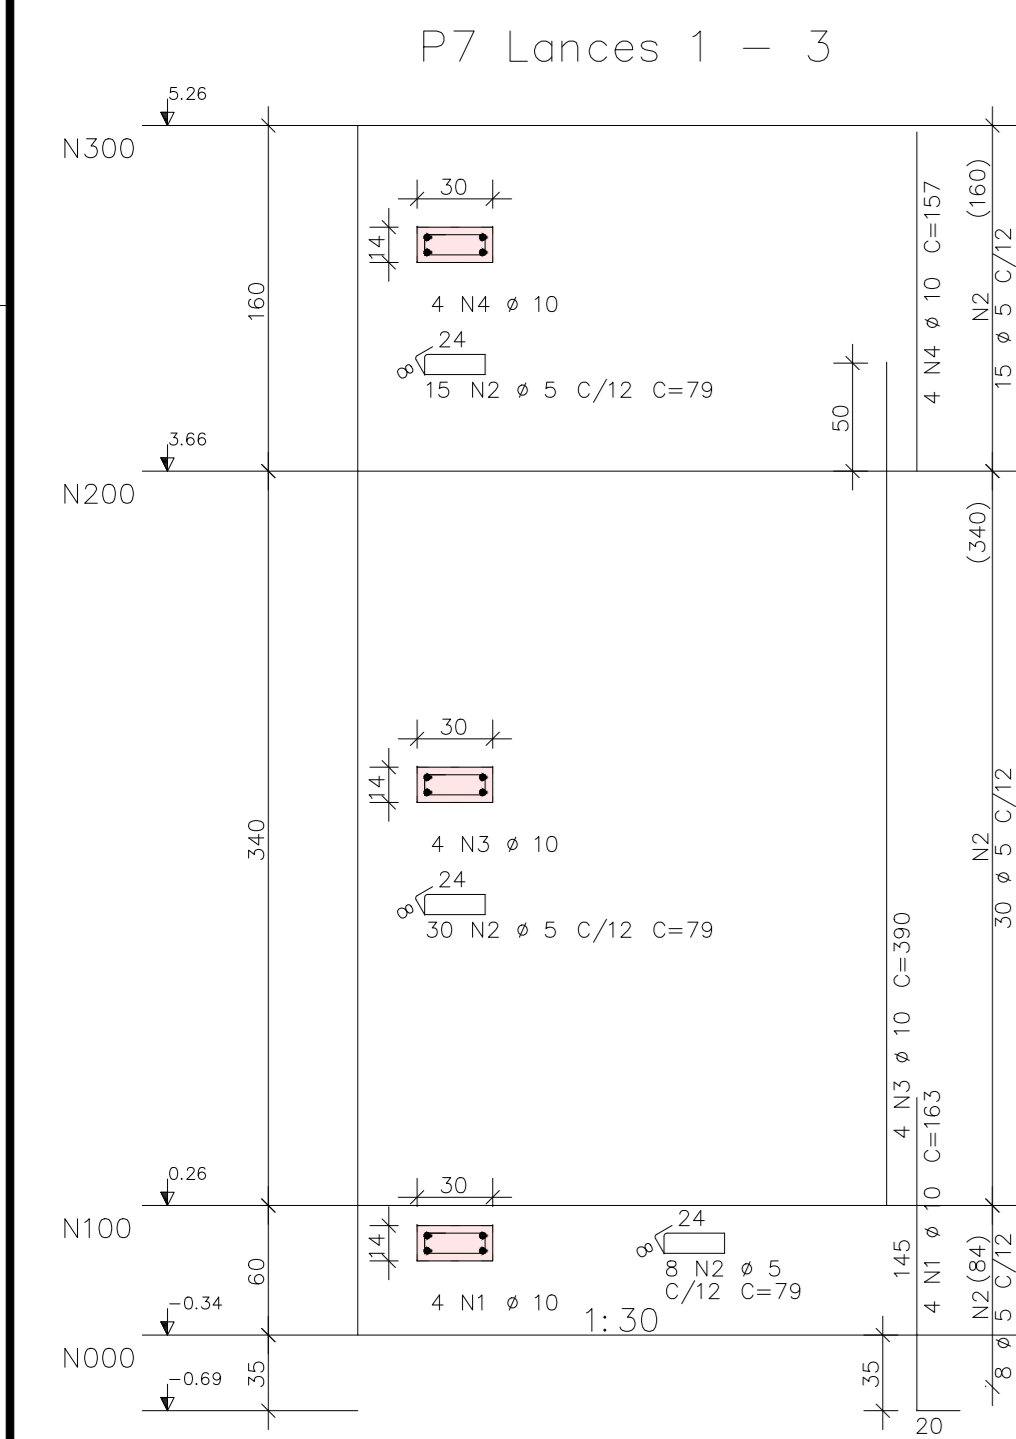 P7 Lances 1 - 3
5.26
N300
30
14
160
4 N4 ø 10
24
8
15 N2 ø 5 C/12 C=79
50
4 N4 ø 10 C=157
(160)
N2
15 ø 5 C/12
3.66
N200
(340)
30
14
340
4 N3 ø 10
24
8
30 N2 ø 5 C/12 C=79
4 N3 ø 10 C=390
N2
30 ø 5 C/12
0.26
N100
30
14
60
4 N1 ø 10
24
8
8 N2 ø 5
C/12 C=79
1:30
145
4 N1 ø 10 C=163
N2(84)
8 ø 5 C/12
-0.34
N000
-0.69
35
35
20